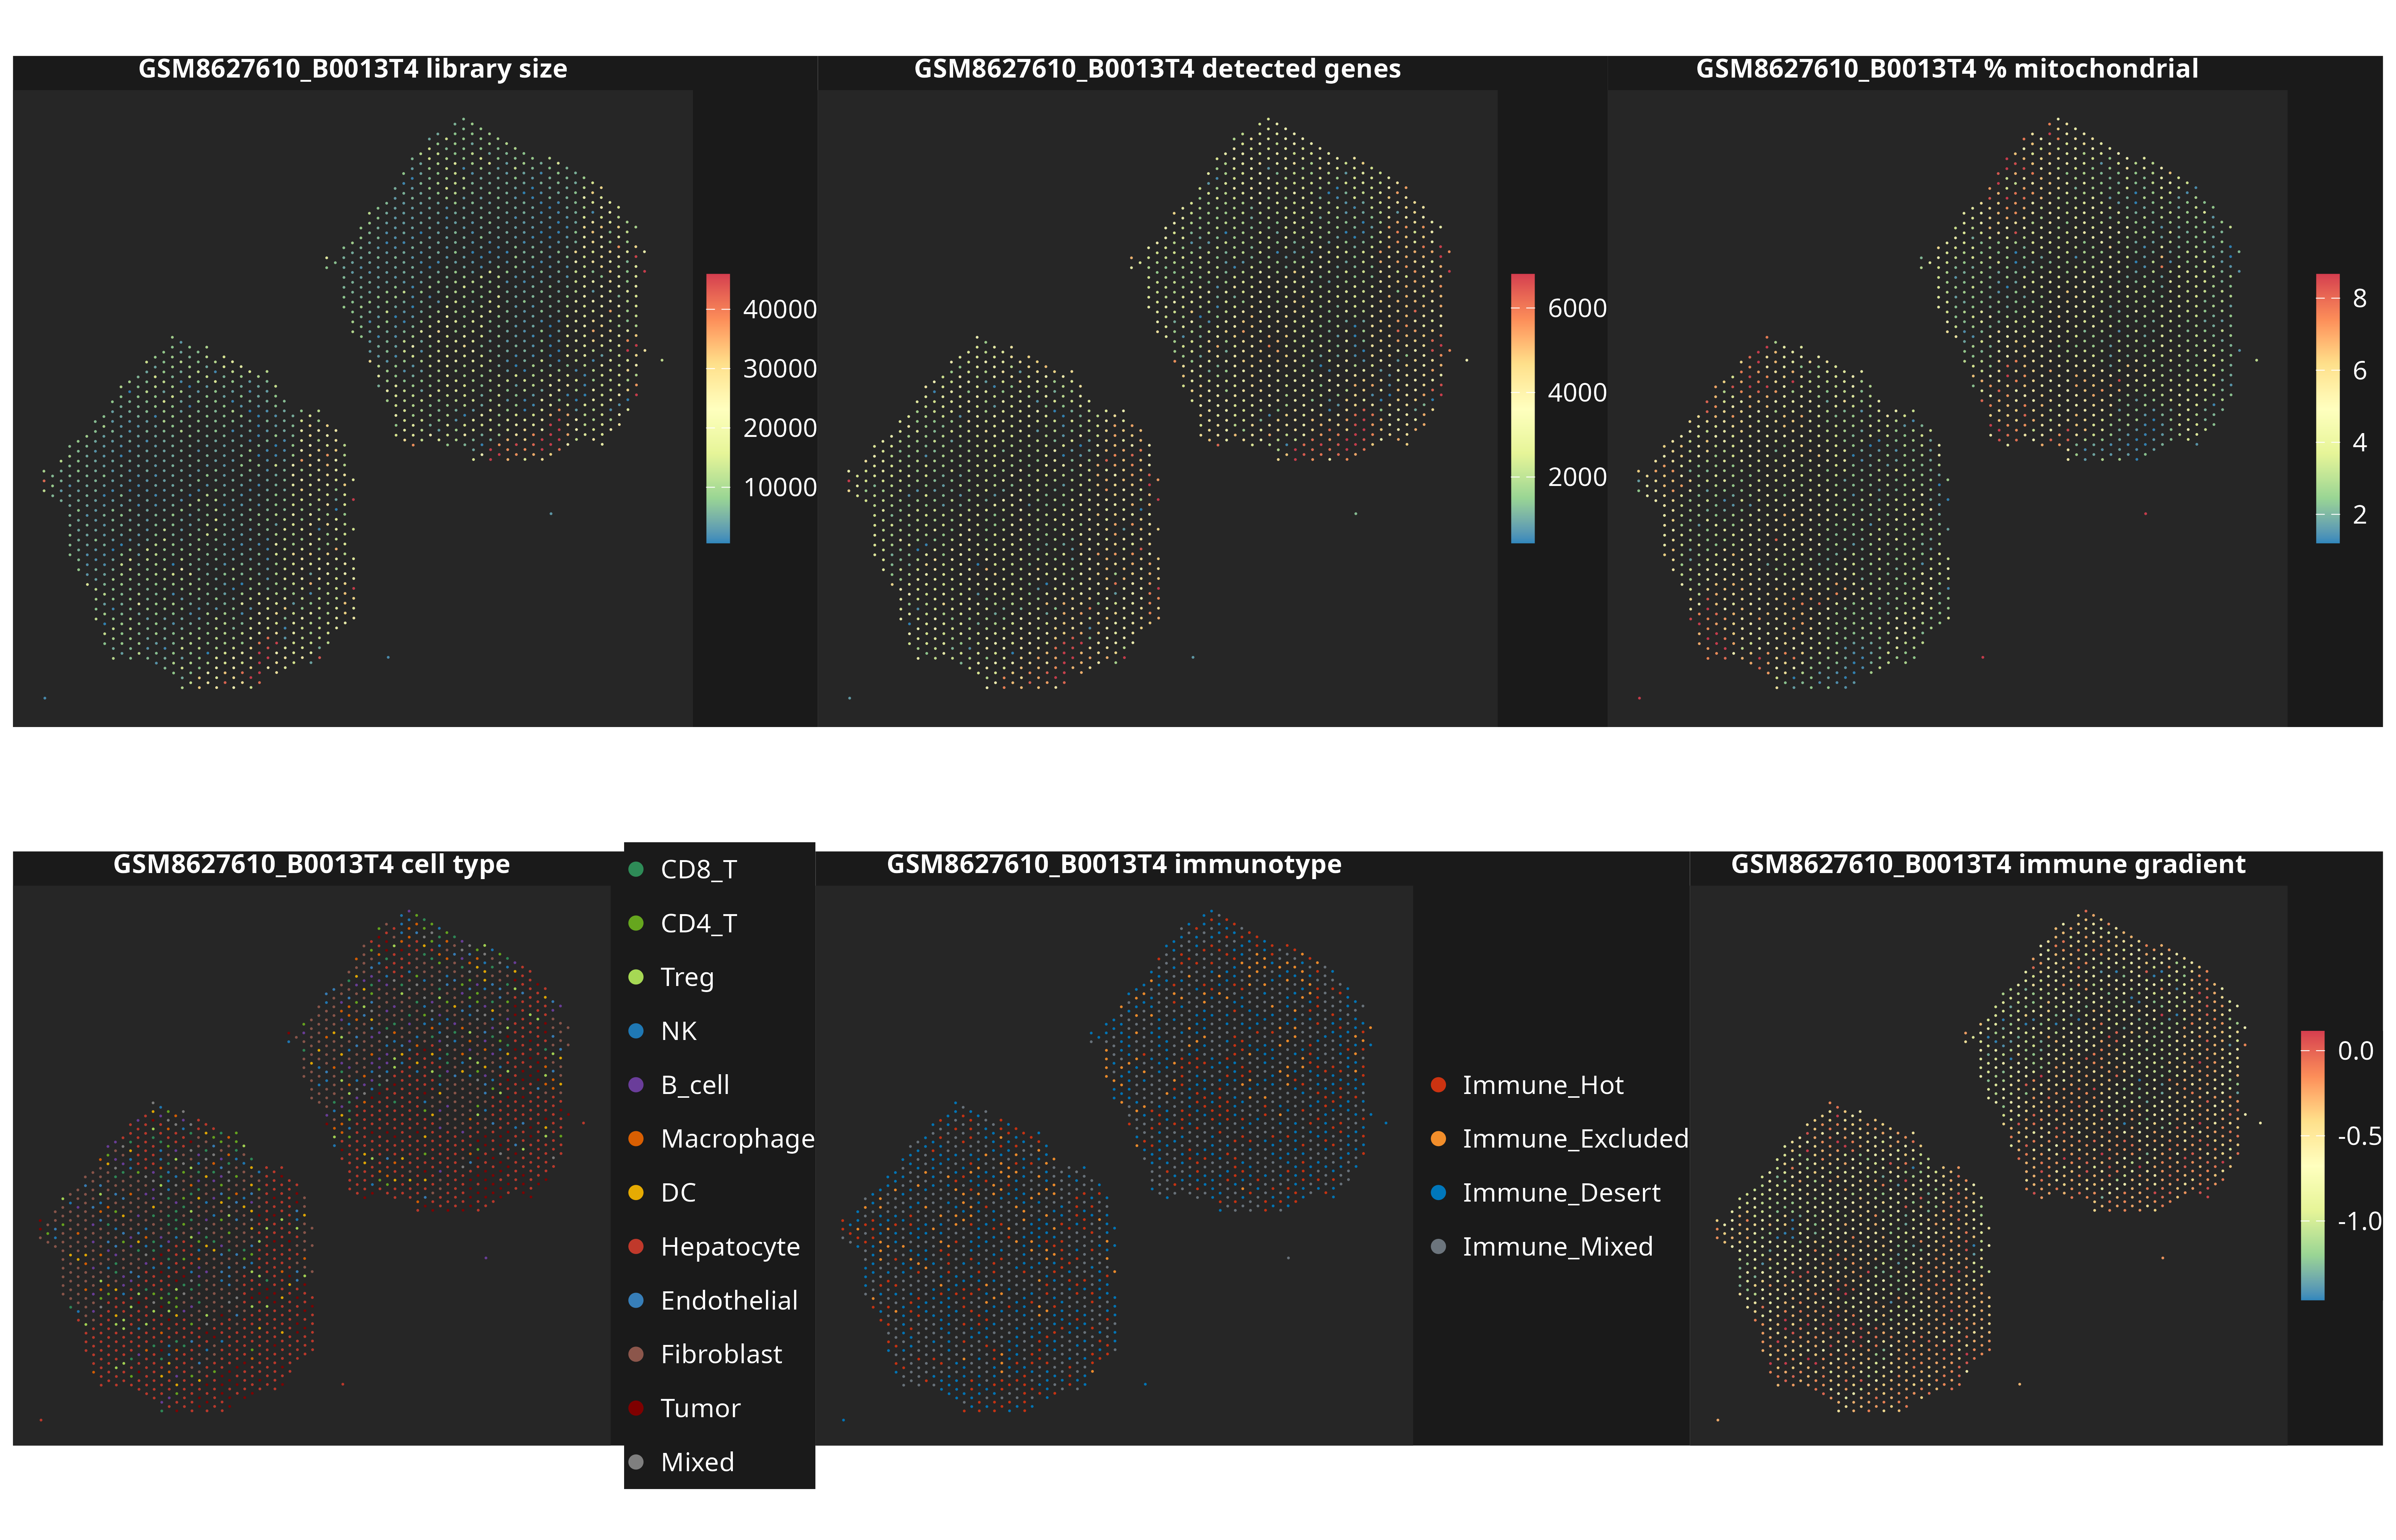 GSM8627610_B0013T4 library size
40000
30000
20000
10000
GSM8627610_B0013T4 detected genes
6000
4000
2000
GSM8627610_B0013T4 % mitochondrial
8
6
4
2
GSM8627610_B0013T4 cell type
CD8_T
CD4_T
Treg
NK
B_cell
Macrophage
DC
Hepatocyte
Endothelial
Fibroblast
Tumor
Mixed
GSM8627610_B0013T4 immunotype
Immune_Hot
Immune_Excluded
Immune_Desert
Immune_Mixed
GSM8627610_B0013T4 immune gradient
0.0
-0.5
-1.0